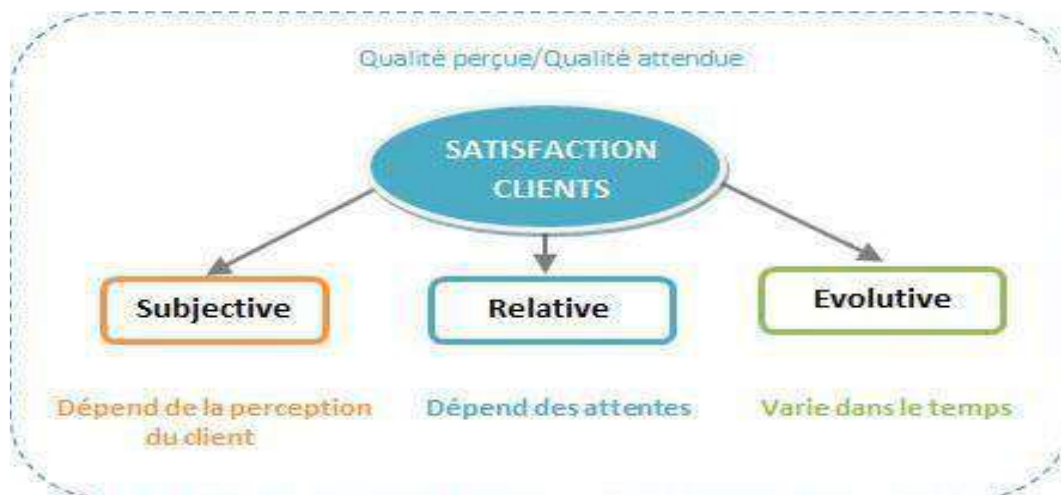 Qualité perçue/Qualité attendue
SATISFACTION
CLIENTS
Subjective
Relative
Evolutive
Dépend de la perception
du client
Dépend des attentes
Varie dans le temps